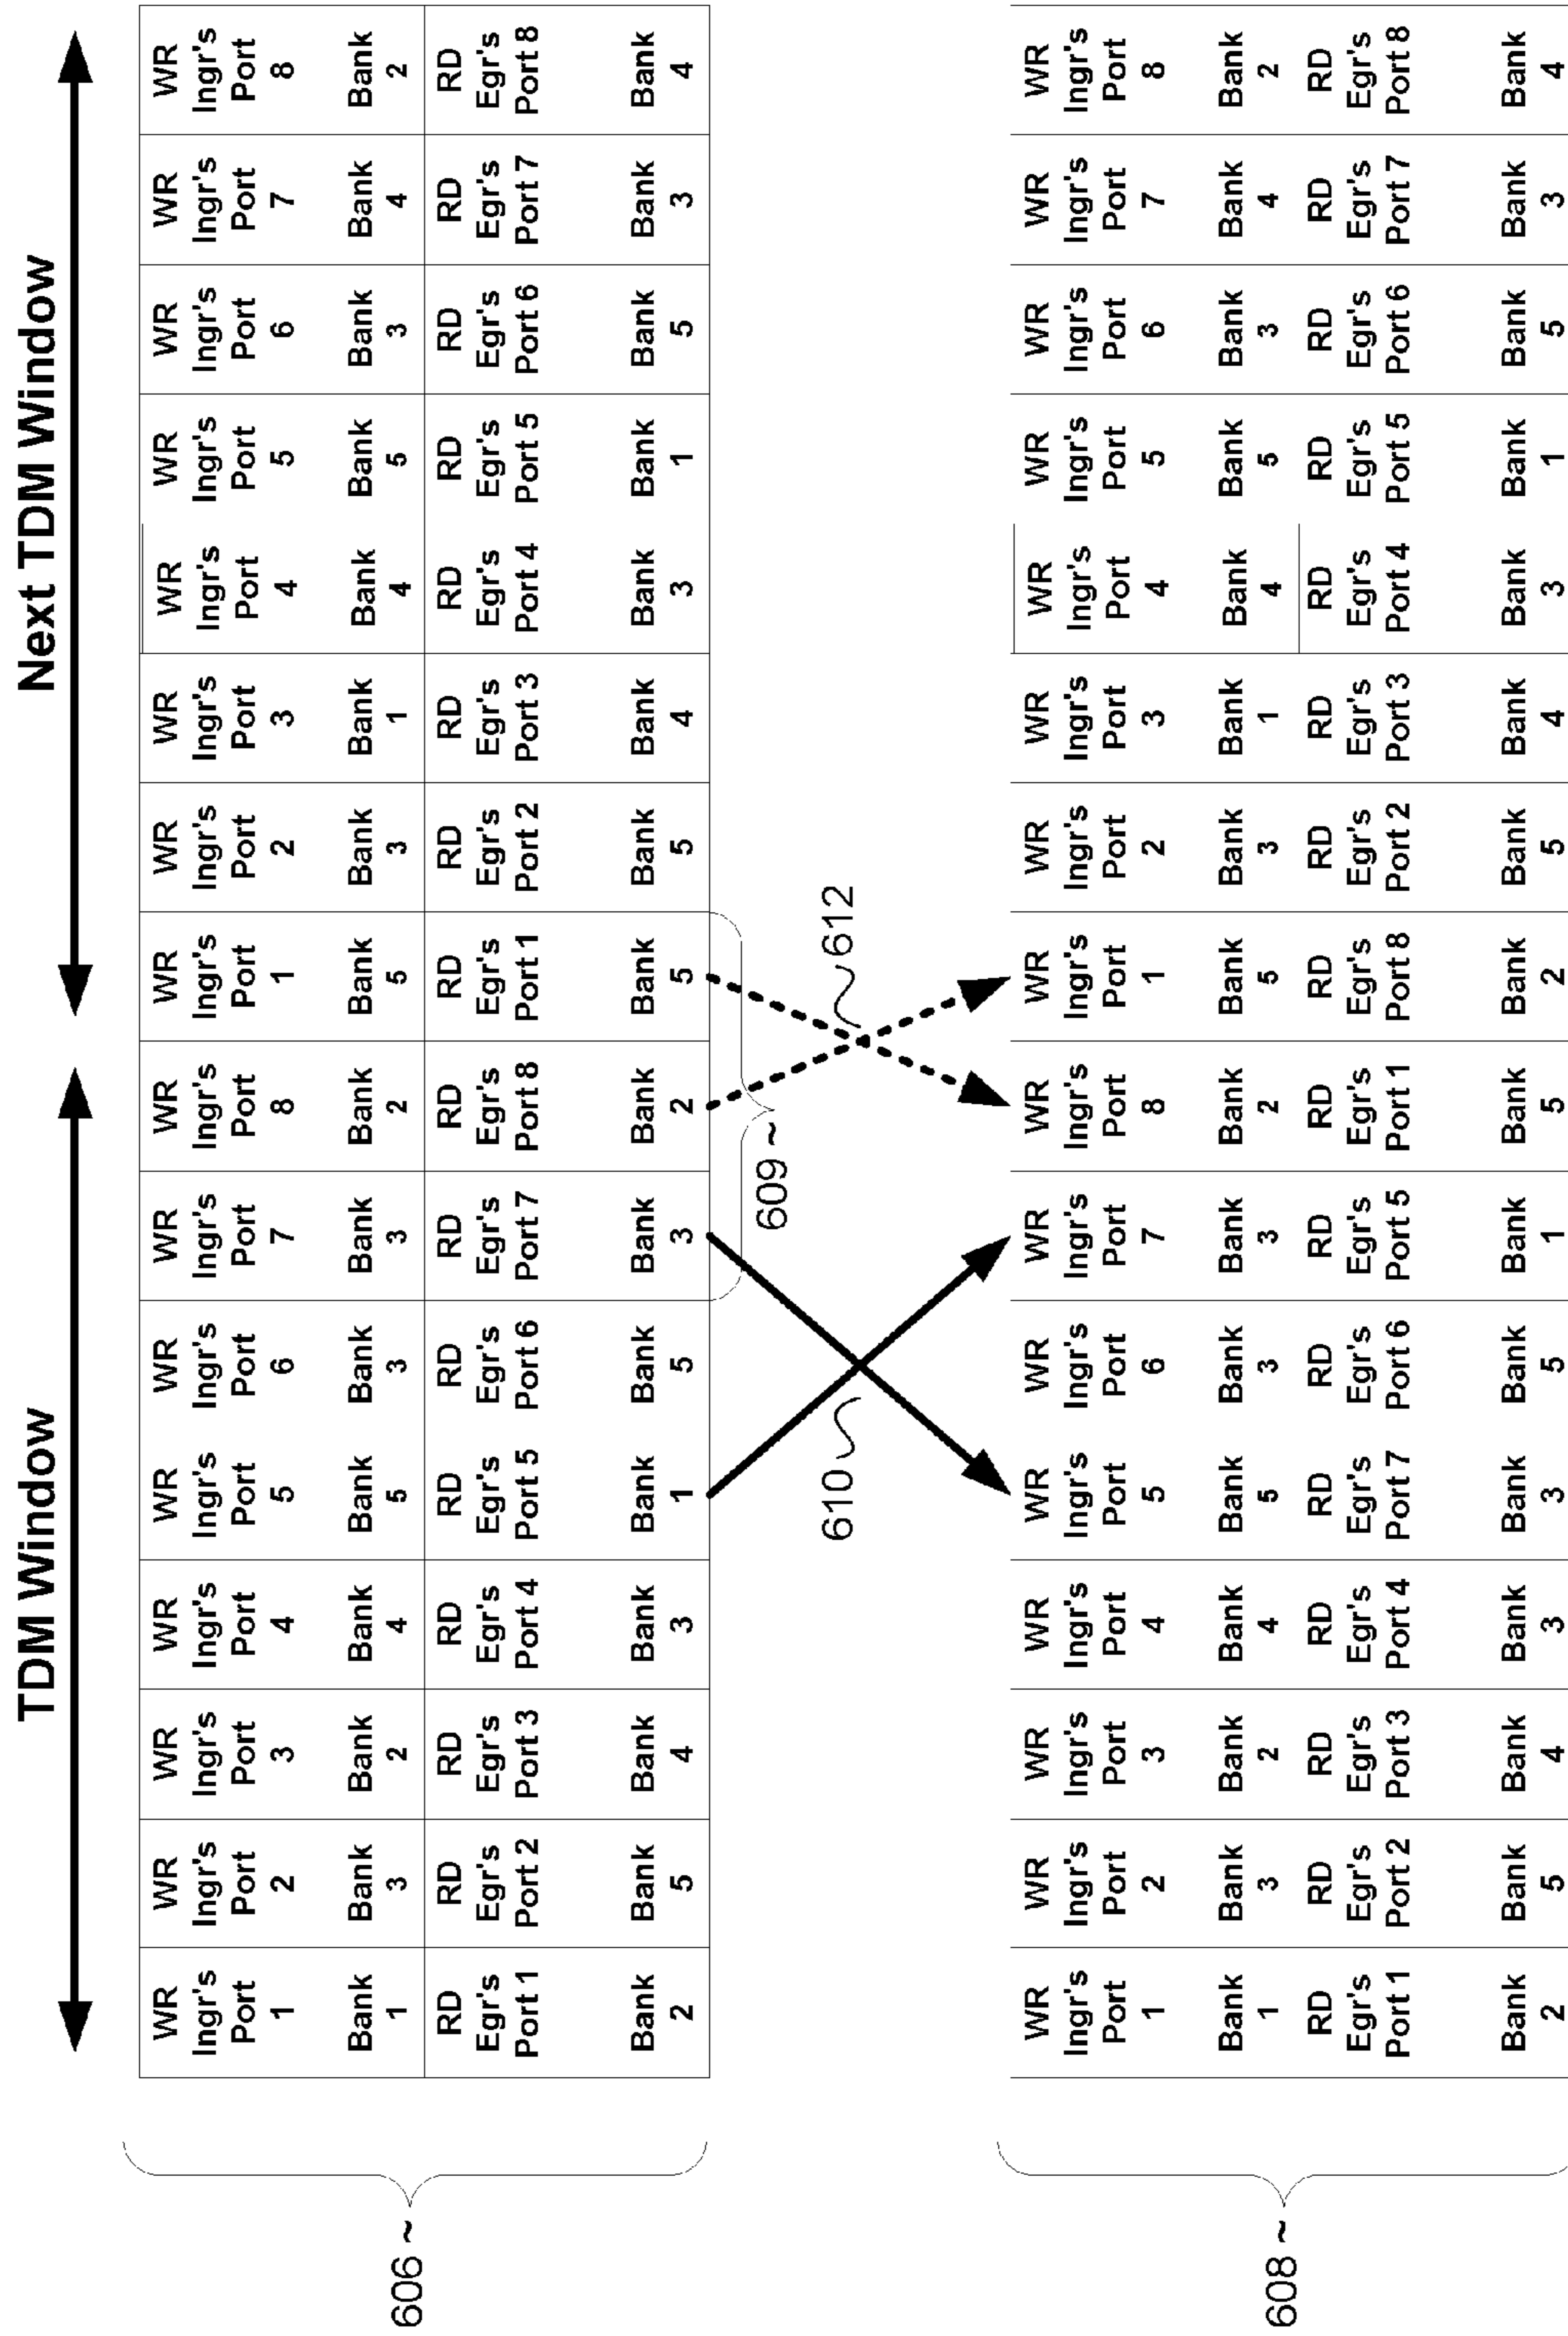 TDM Window Next TDM Window
WR WR WR WR WR WR WR WR WR WR WR WR WR WR WR WR
Ingr's Ingr's Ingr's Ingr's Ingr's Ingr's Ingr's Ingr's Ingr's Ingr's Ingr's Ingr's Ingr's Ingr's Ingr's Ingr's
Port Port Port Port Port Port Port Port Port Port Port Port Port Port Port Port
1 2 3 4 5 6 7 8 1 2 3 4 5 6 7 8
Bank Bank Bank Bank Bank Bank Bank Bank Bank Bank Bank Bank Bank Bank Bank Bank
1 3 2 4 5 3 3 2 5 3 1 4 5 3 4 2
606 ~
RD RD RD RD RD RD RD RD RD RD RD RD RD RD RD RD
Egr's Egr's Egr's Egr's Egr's Egr's Egr's Egr's Egr's Egr's Egr's Egr's Egr's Egr's Egr's Egr's
Port 1 Port 2 Port 3 Port 4 Port 5 Port 6 Port 7 Port 8 Port 1 Port 2 Port 3 Port 4 Port 5 Port 6 Port 7 Port 8
Bank Bank Bank Bank Bank Bank Bank Bank Bank Bank Bank Bank Bank Bank Bank Bank
2 5 4 3 1 5 3 2 5 5 4 3 1 5 3 4
609 ~
610 612
WR WR WR WR WR WR WR WR WR WR WR WR WR WR WR WR
Ingr's Ingr's Ingr's Ingr's Ingr's Ingr's Ingr's Ingr's Ingr's Ingr's Ingr's Ingr's Ingr's Ingr's Ingr's Ingr's
Port Port Port Port Port Port Port Port Port Port Port Port Port Port Port Port
1 2 3 4 5 6 7 8 1 2 3 4 5 6 7 8
Bank Bank Bank Bank Bank Bank Bank Bank Bank Bank Bank Bank Bank Bank Bank Bank
1 3 2 4 5 3 3 2 5 3 1 4 5 3 4 2
608 ~
RD RD RD RD RD RD RD RD RD RD RD RD RD RD RD RD
Egr's Egr's Egr's Egr's Egr's Egr's Egr's Egr's Egr's Egr's Egr's Egr's Egr's Egr's Egr's Egr's
Port 1 Port 2 Port 3 Port 4 Port 7 Port 6 Port 5 Port 1 Port 8 Port 2 Port 3 Port 4 Port 5 Port 6 Port 7 Port 8
Bank Bank Bank Bank Bank Bank Bank Bank Bank Bank Bank Bank Bank Bank Bank Bank
2 5 4 3 3 5 1 5 2 5 4 3 1 5 3 4